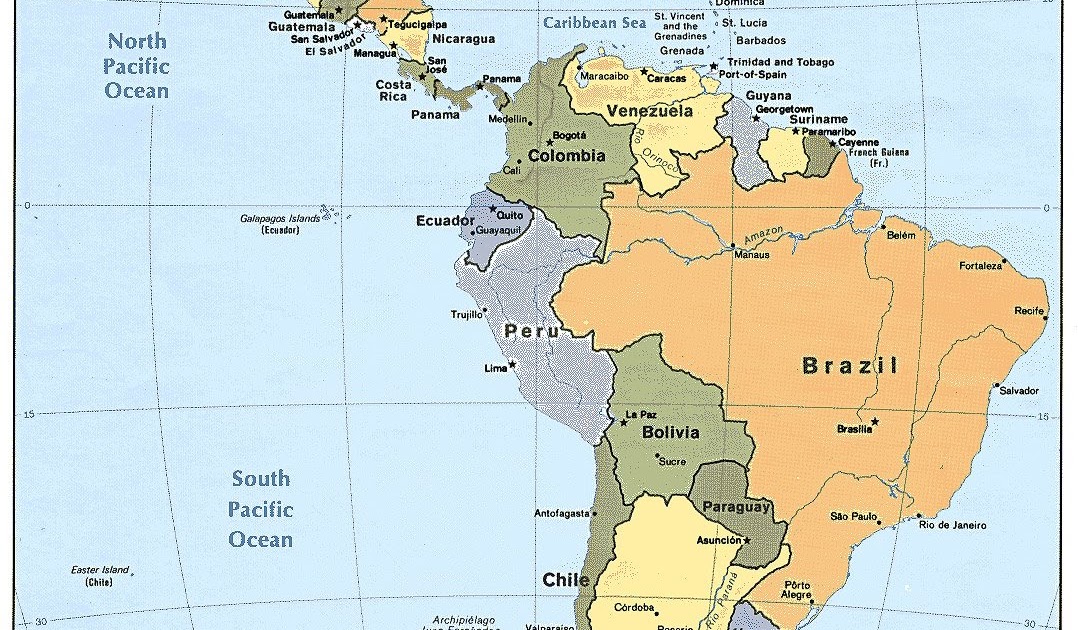 Dominica
Caribbean Sea
St. Vincent
and the
Grenadines
St. Lucia
Barbados
Grenada
Trinidad and Tobago
Port-of-Spain
Guatemala
Guatemala
San Salvador
El Salvador
Tegucigalpa
Nicaragua
Managua
San
José
Costa
Rica
Panama
Panama
North
Pacific
Ocean
Maracaibo
Caracas
Venezuela
Río
Orinoco
Guyana
Georgetown
Suriname
Paramaribo
Cayenne
French Guiana
(Fr.)
Medellín
Bogotá
Colombia
Cali
0
0
Galapagos Islands
(Ecuador)
Ecuador
Quito
Guayaquil
Amazon
Manaus
Belém
Fortaleza
Recife
Trujillo
Peru
Lima
Brazil
Salvador
Brasília
15
15
La Paz
Bolivia
Sucre
South
Pacific
Ocean
Paraguay
Asunción
São Paulo
Rio de Janeiro
Antofagasta
Easter Island
(Chile)
Chile
Pôrto
Alegre
Río Paraná
Córdoba
30
30
Archipiélago
Valparaíso
Rosario